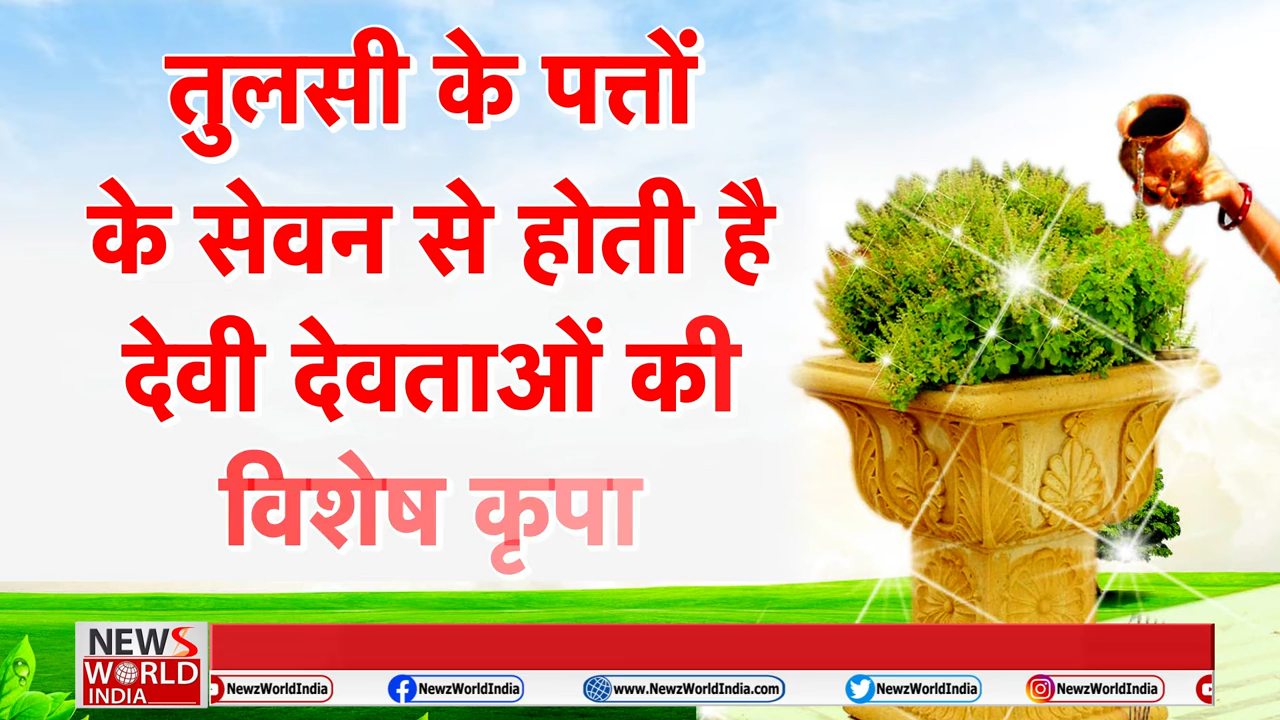 तुलसी के पत्तों
के सेवन से होती है
देवी देवताओं की
विशेष कृपा
NEWS
WORLD
INDIA
NewzWorldIndia NewzWorldIndia www.NewzWorldIndia.com NewzWorldIndia NewzWorldIndia